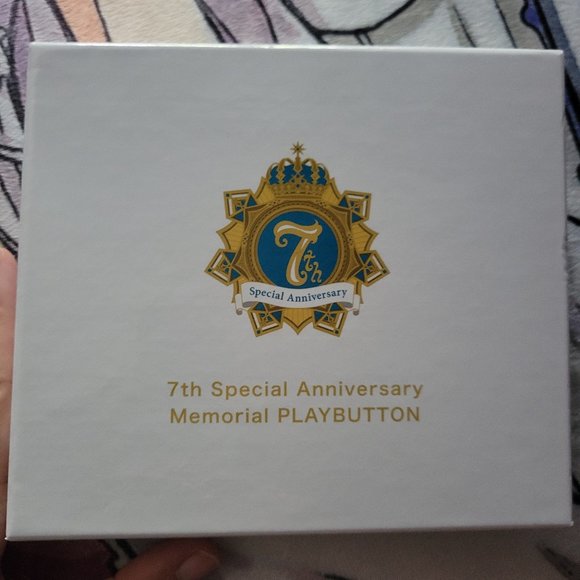 7th
Special Anniversary
7th Special Anniversary
Memorial PLAYBUTTON